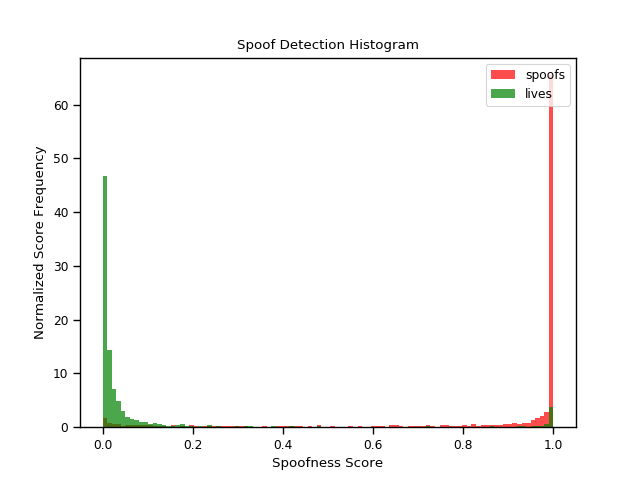 Spoof Detection Histogram
spoofs
lives
Normalized Score Frequency
60
50
40
30
20
10
0
0.0 0.2 0.4 0.6 0.8 1.0
Spoofness Score